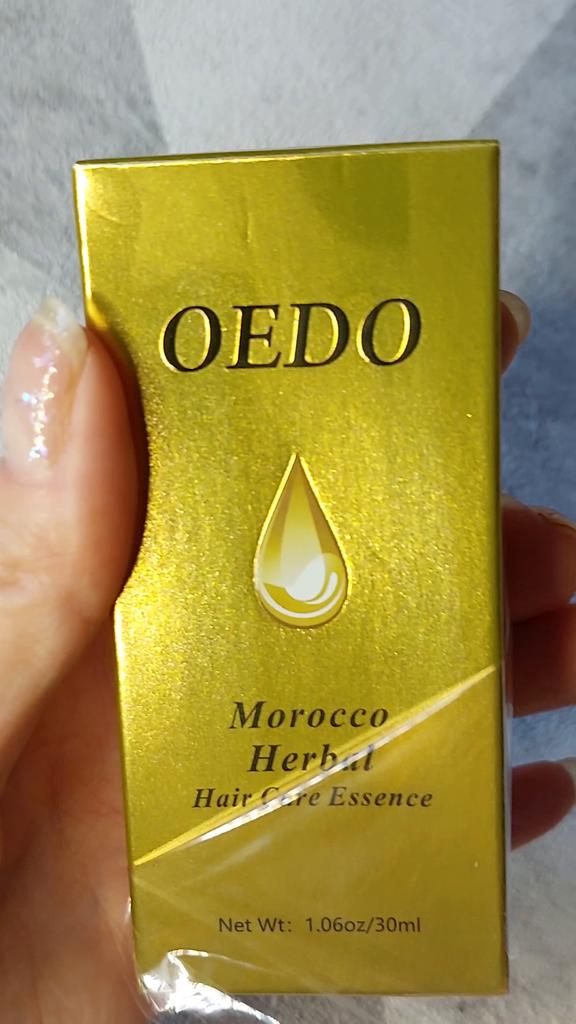 OEDO
Morocco
Herbal
Hair Care Essence
Net Wt: 1.06oz/30ml